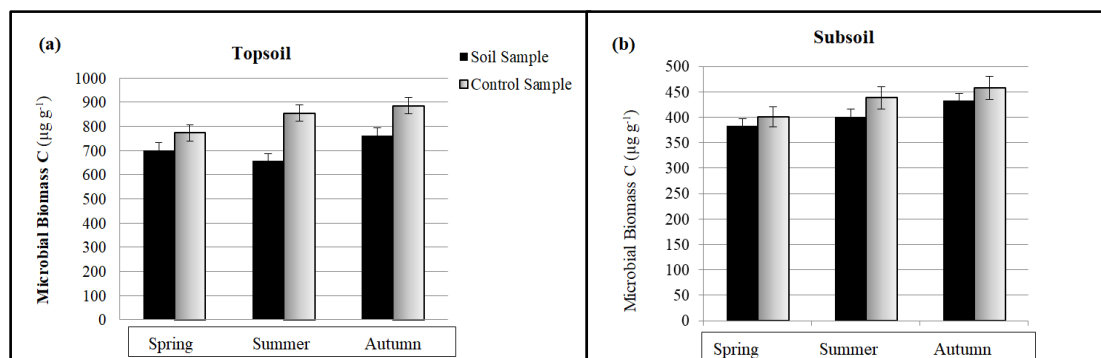 (a)
Topsoil
Soil Sample
Control Sample
Microbial Biomass C (µg g⁻¹)
1000
900
800
700
600
500
400
300
200
100
0
Spring Summer Autumn
(b)
Subsoil
Microbial Biomass C (µg g⁻¹)
500
450
400
350
300
250
200
150
100
50
0
Spring Summer Autumn